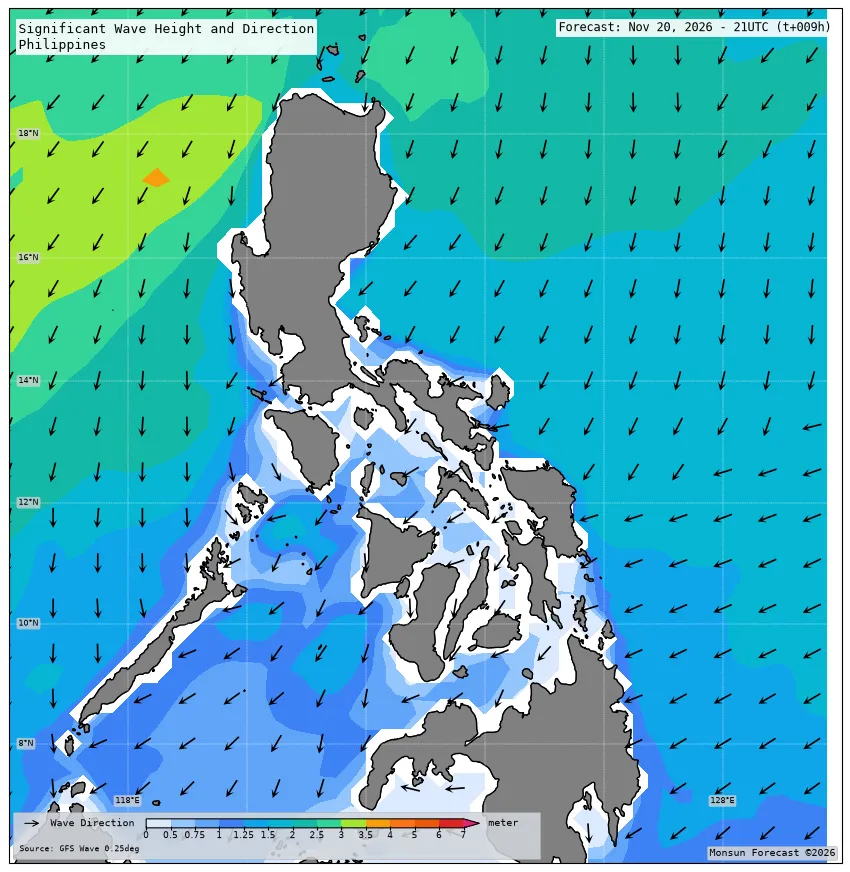 Significant Wave Height and Direction
Philippines
Forecast: Nov 20, 2026 - 21UTC (t+009h)
18°N
16°N
14°N
12°N
10°N
8°N
118°E
128°E
Wave Direction
meter
0 0.5 0.75 1 1.25 1.5 2 2.5 3 3.5 4 5 6 7
Source: GFS Wave 0.25deg
Monsun Forecast ©2026